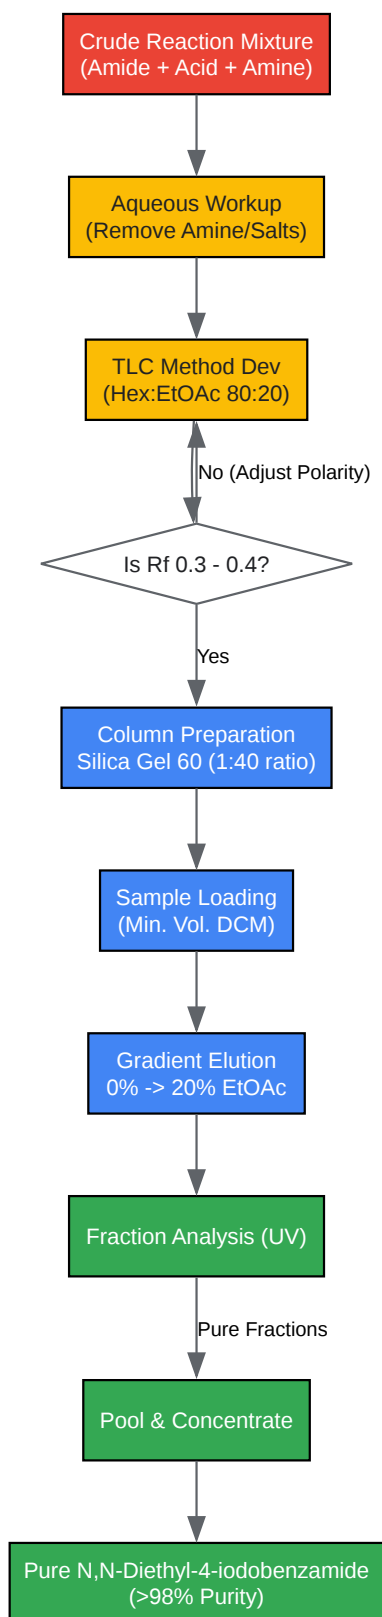 Crude Reaction Mixture
(Amide + Acid + Amine)
Aqueous Workup
(Remove Amine/Salts)
TLC Method Dev
(Hex:EtOAc 80:20)
No (Adjust Polarity)
Is Rf 0.3 - 0.4?
Yes
Column Preparation
Silica Gel 60 (1:40 ratio)
Sample Loading
(Min. Vol. DCM)
Gradient Elution
0% -> 20% EtOAc
Fraction Analysis (UV)
Pure Fractions
Pool & Concentrate
Pure N,N-Diethyl-4-iodobenzamide
(>98% Purity)